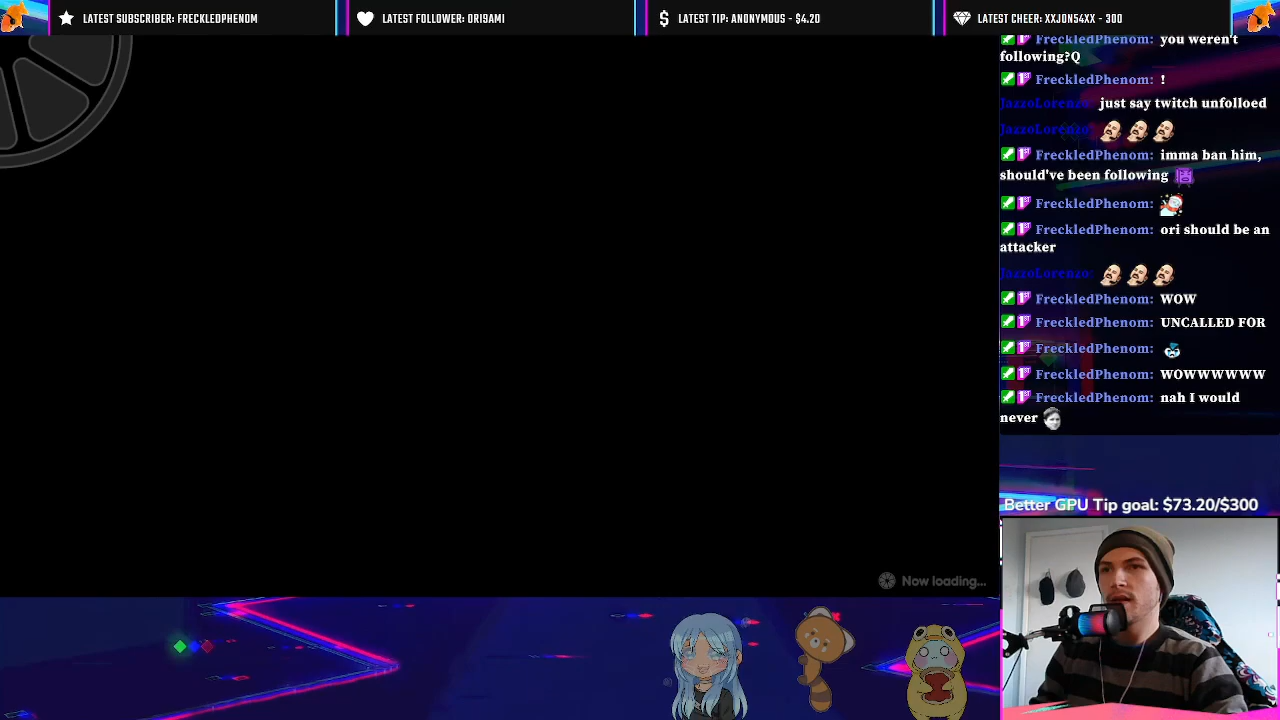 LATEST SUBSCRIBER: FRECKLEDPHENOM
LATEST FOLLOWER: ORI9AMI
$ LATEST TIP: ANONYMOUS - $4.20
LATEST CHEER: XXJON54XX - 300
FreckledPhenom: you weren't
following?Q
FreckledPhenom: !
JazzoLorenzo: just say twitch unfolloed
JazzoLorenzo:
FreckledPhenom: imma ban him,
should've been following
FreckledPhenom:
FreckledPhenom: ori should be an
attacker
JazzoLorenzo:
FreckledPhenom: WOW
FreckledPhenom: UNCALLED FOR
FreckledPhenom:
FreckledPhenom: WOWWWWWW
FreckledPhenom: nah I would
never
Better GPU Tip goal: $73.20/$300
Now loading...